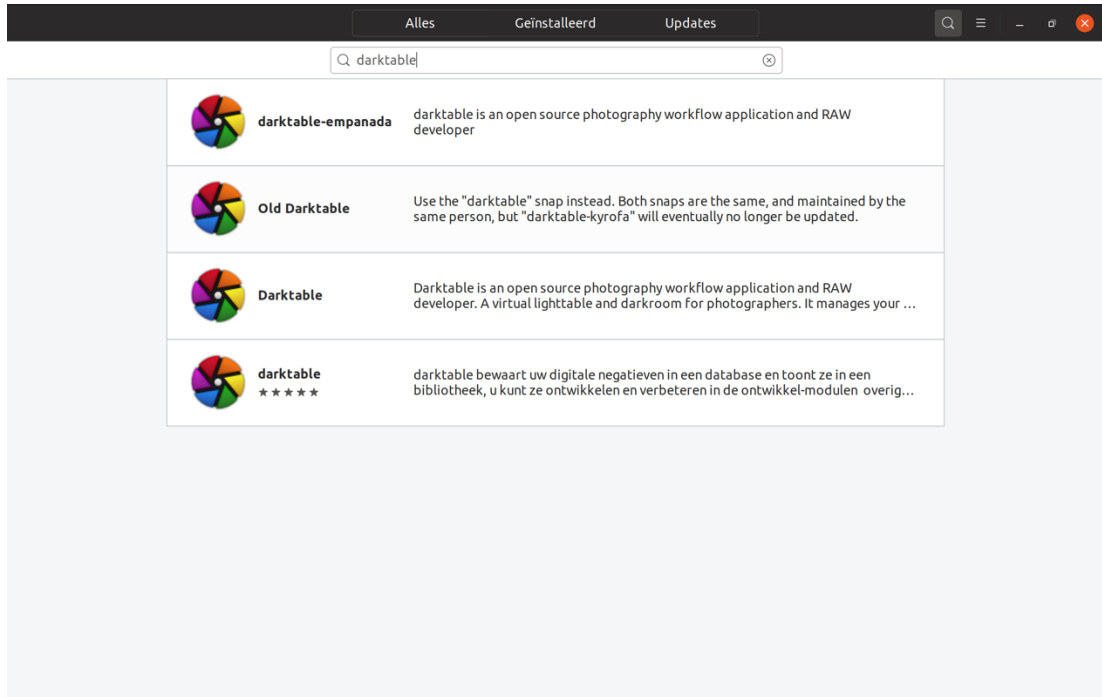 Alles Geïnstalleerd Updates
darktable
darktable-empanada
darktable is an open source photography workflow application and RAW
developer
Old Darktable
Use the "darktable" snap instead. Both snaps are the same, and maintained by the
same person, but "darktable-kyrofa" will eventually no longer be updated.
Darktable
Darktable is an open source photography workflow application and RAW
developer. A virtual lighttable and darkroom for photographers. It manages your …
darktable
darktable bewaart uw digitale negatieven in een database en toont ze in een
bibliotheek, u kunt ze ontwikkelen en verbeteren in de ontwikkel-modulen overig…